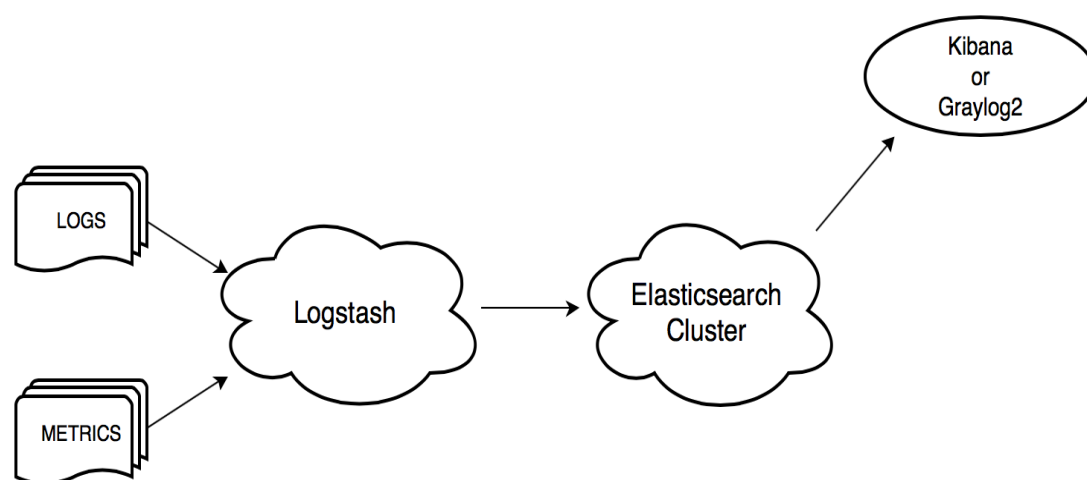 Kibana
or
Graylog2
LOGS
Logstash
Elasticsearch
Cluster
METRICS